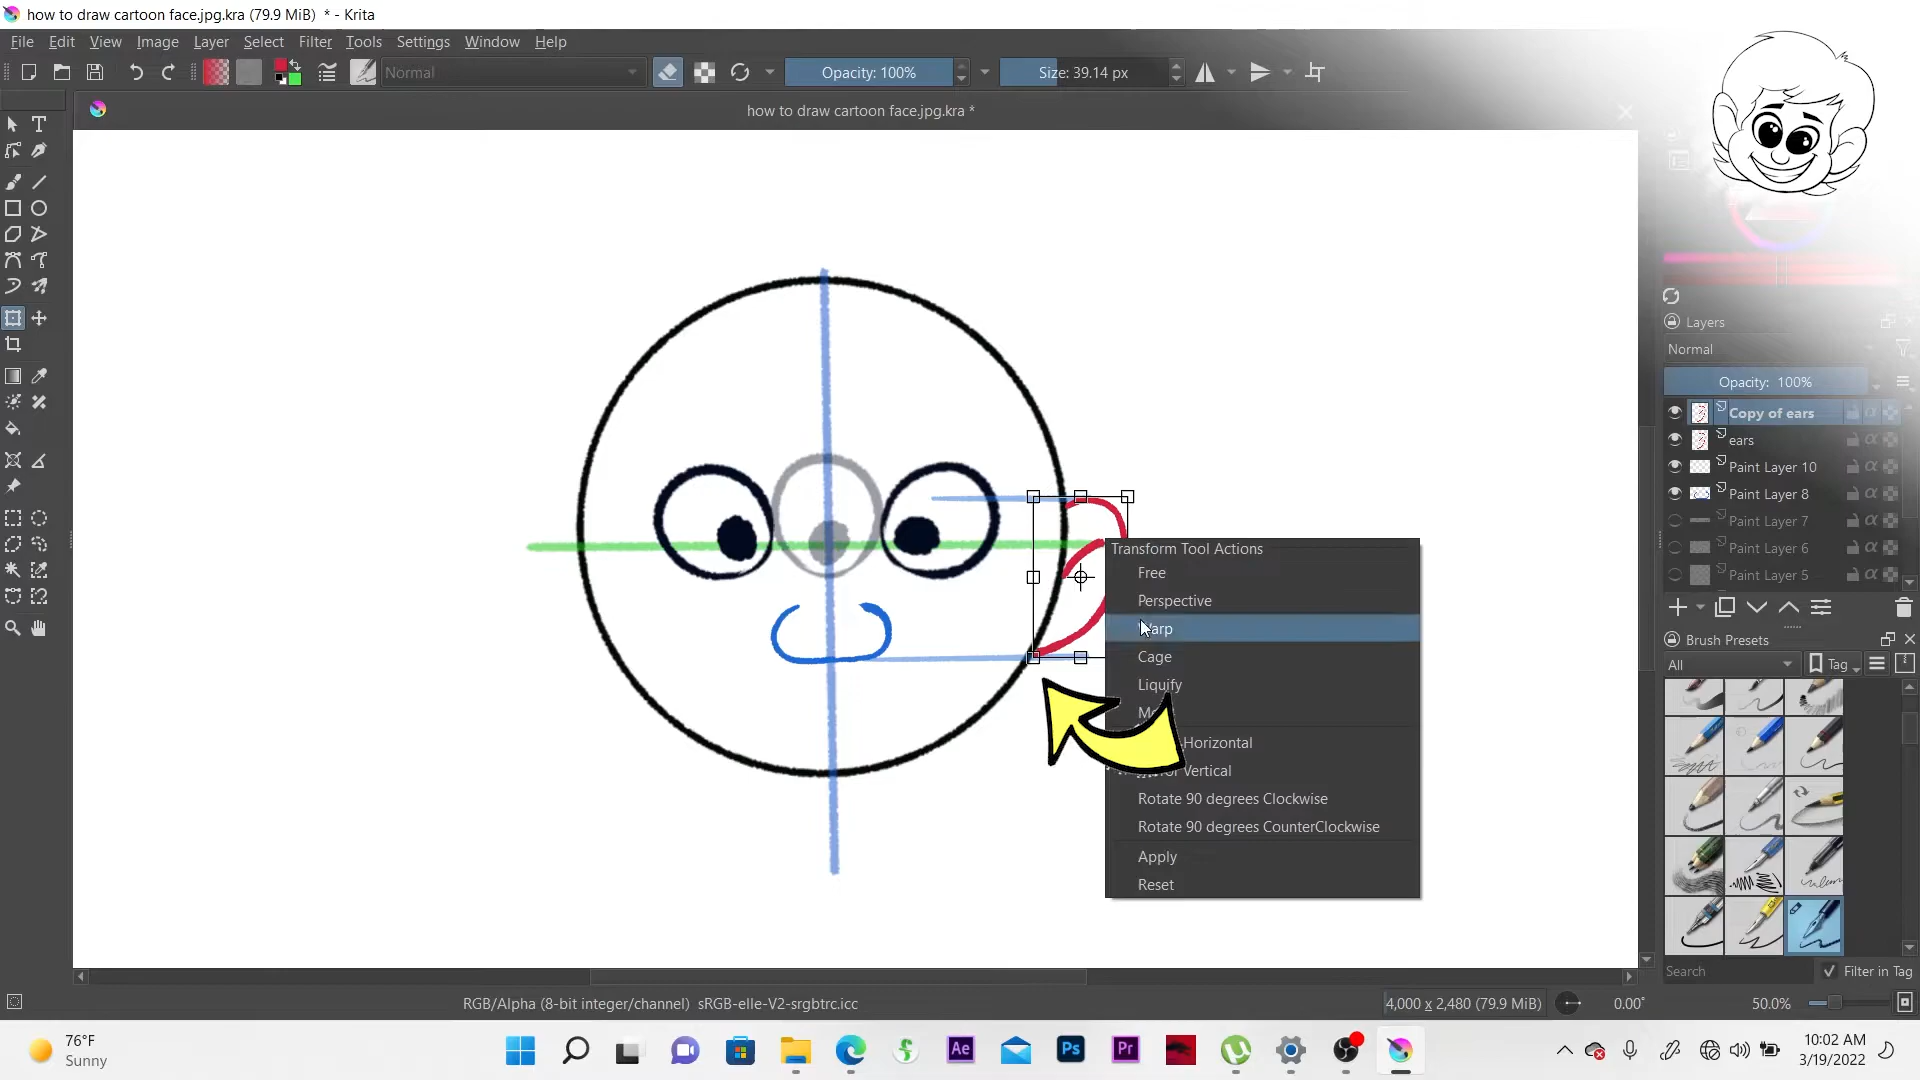 how to draw cartoon face.jpg.kra (79.9 MiB) * - Krita
File Edit View Image Layer Select Filter Tools Settings Window Help
Normal
Opacity: 100%
Size: 39.14 px
how to draw cartoon face.jpg.kra *
Layers
Normal
Opacity: 100%
Copy of ears
ears
Paint Layer 10
Paint Layer 8
Paint Layer 7
Paint Layer 6
Paint Layer 5
Transform Tool Actions
Free
Perspective
Warp
Cage
Liquify
Horizontal
Vertical
Rotate 90 degrees Clockwise
Rotate 90 degrees CounterClockwise
Apply
Reset
Brush Presets
All
Tag
Search
Filter in Tag
RGB/Alpha (8-bit integer/channel) sRGB-elle-V2-srgbtrc.icc
4,000 x 2,480 (79.9 MiB)
0.00°
50.0%
76°F
Sunny
Ae
Ps
Pr
10:02 AM
3/19/2022